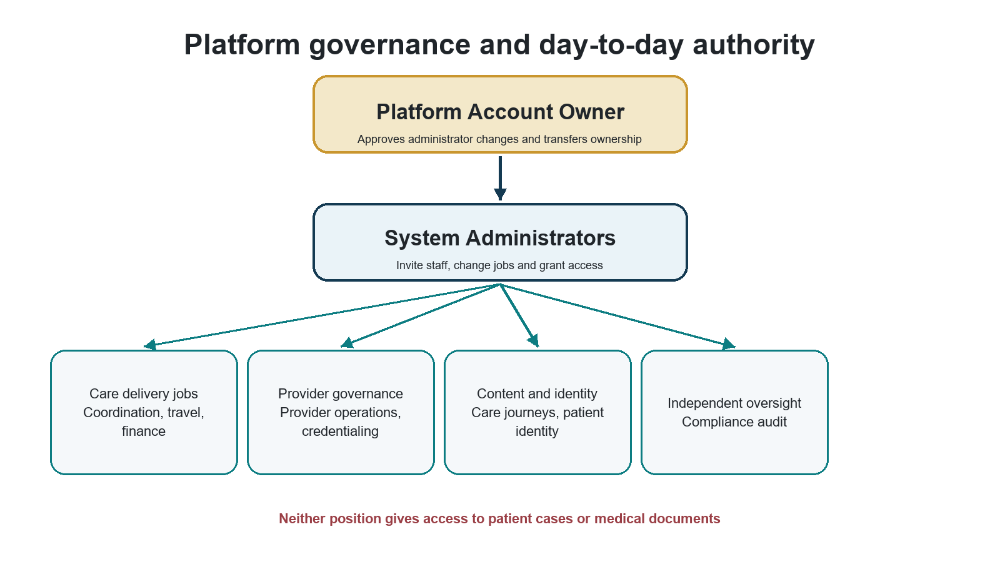 Platform governance and day-to-day authority
Platform Account Owner
Approves administrator changes and transfers ownership
System Administrators
Invite staff, change jobs and grant access
Care delivery jobs
Coordination, travel,
finance
Provider governance
Provider operations,
credentialing
Content and identity
Care journeys, patient
identity
Independent oversight
Compliance audit
Neither position gives access to patient cases or medical documents